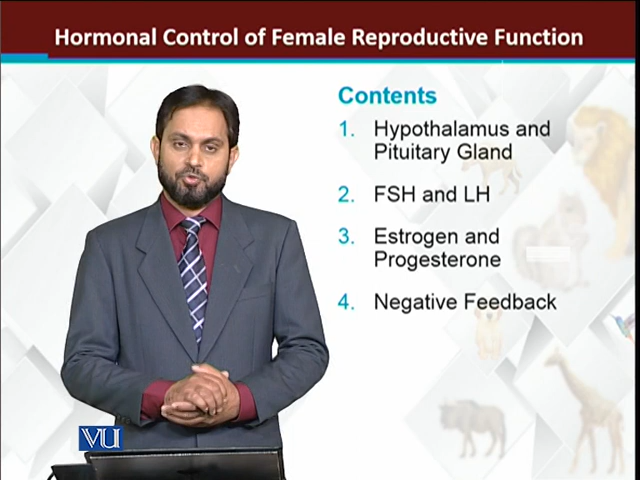 Hormonal Control of Female Reproductive Function
Contents
1. Hypothalamus and
Pituitary Gland
2. FSH and LH
3. Estrogen and
Progesterone
4. Negative Feedback
VU